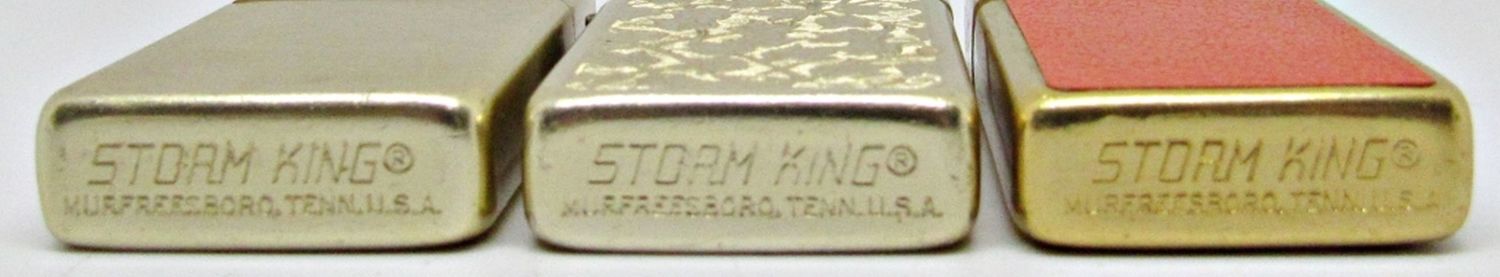 STORM KING®
MURFREESBORO, TENN. U.S.A.
STORM KING®
MURFREESBORO, TENN. U.S.A.
STORM KING®
MURFREESBORO, TENN. U.S.A.